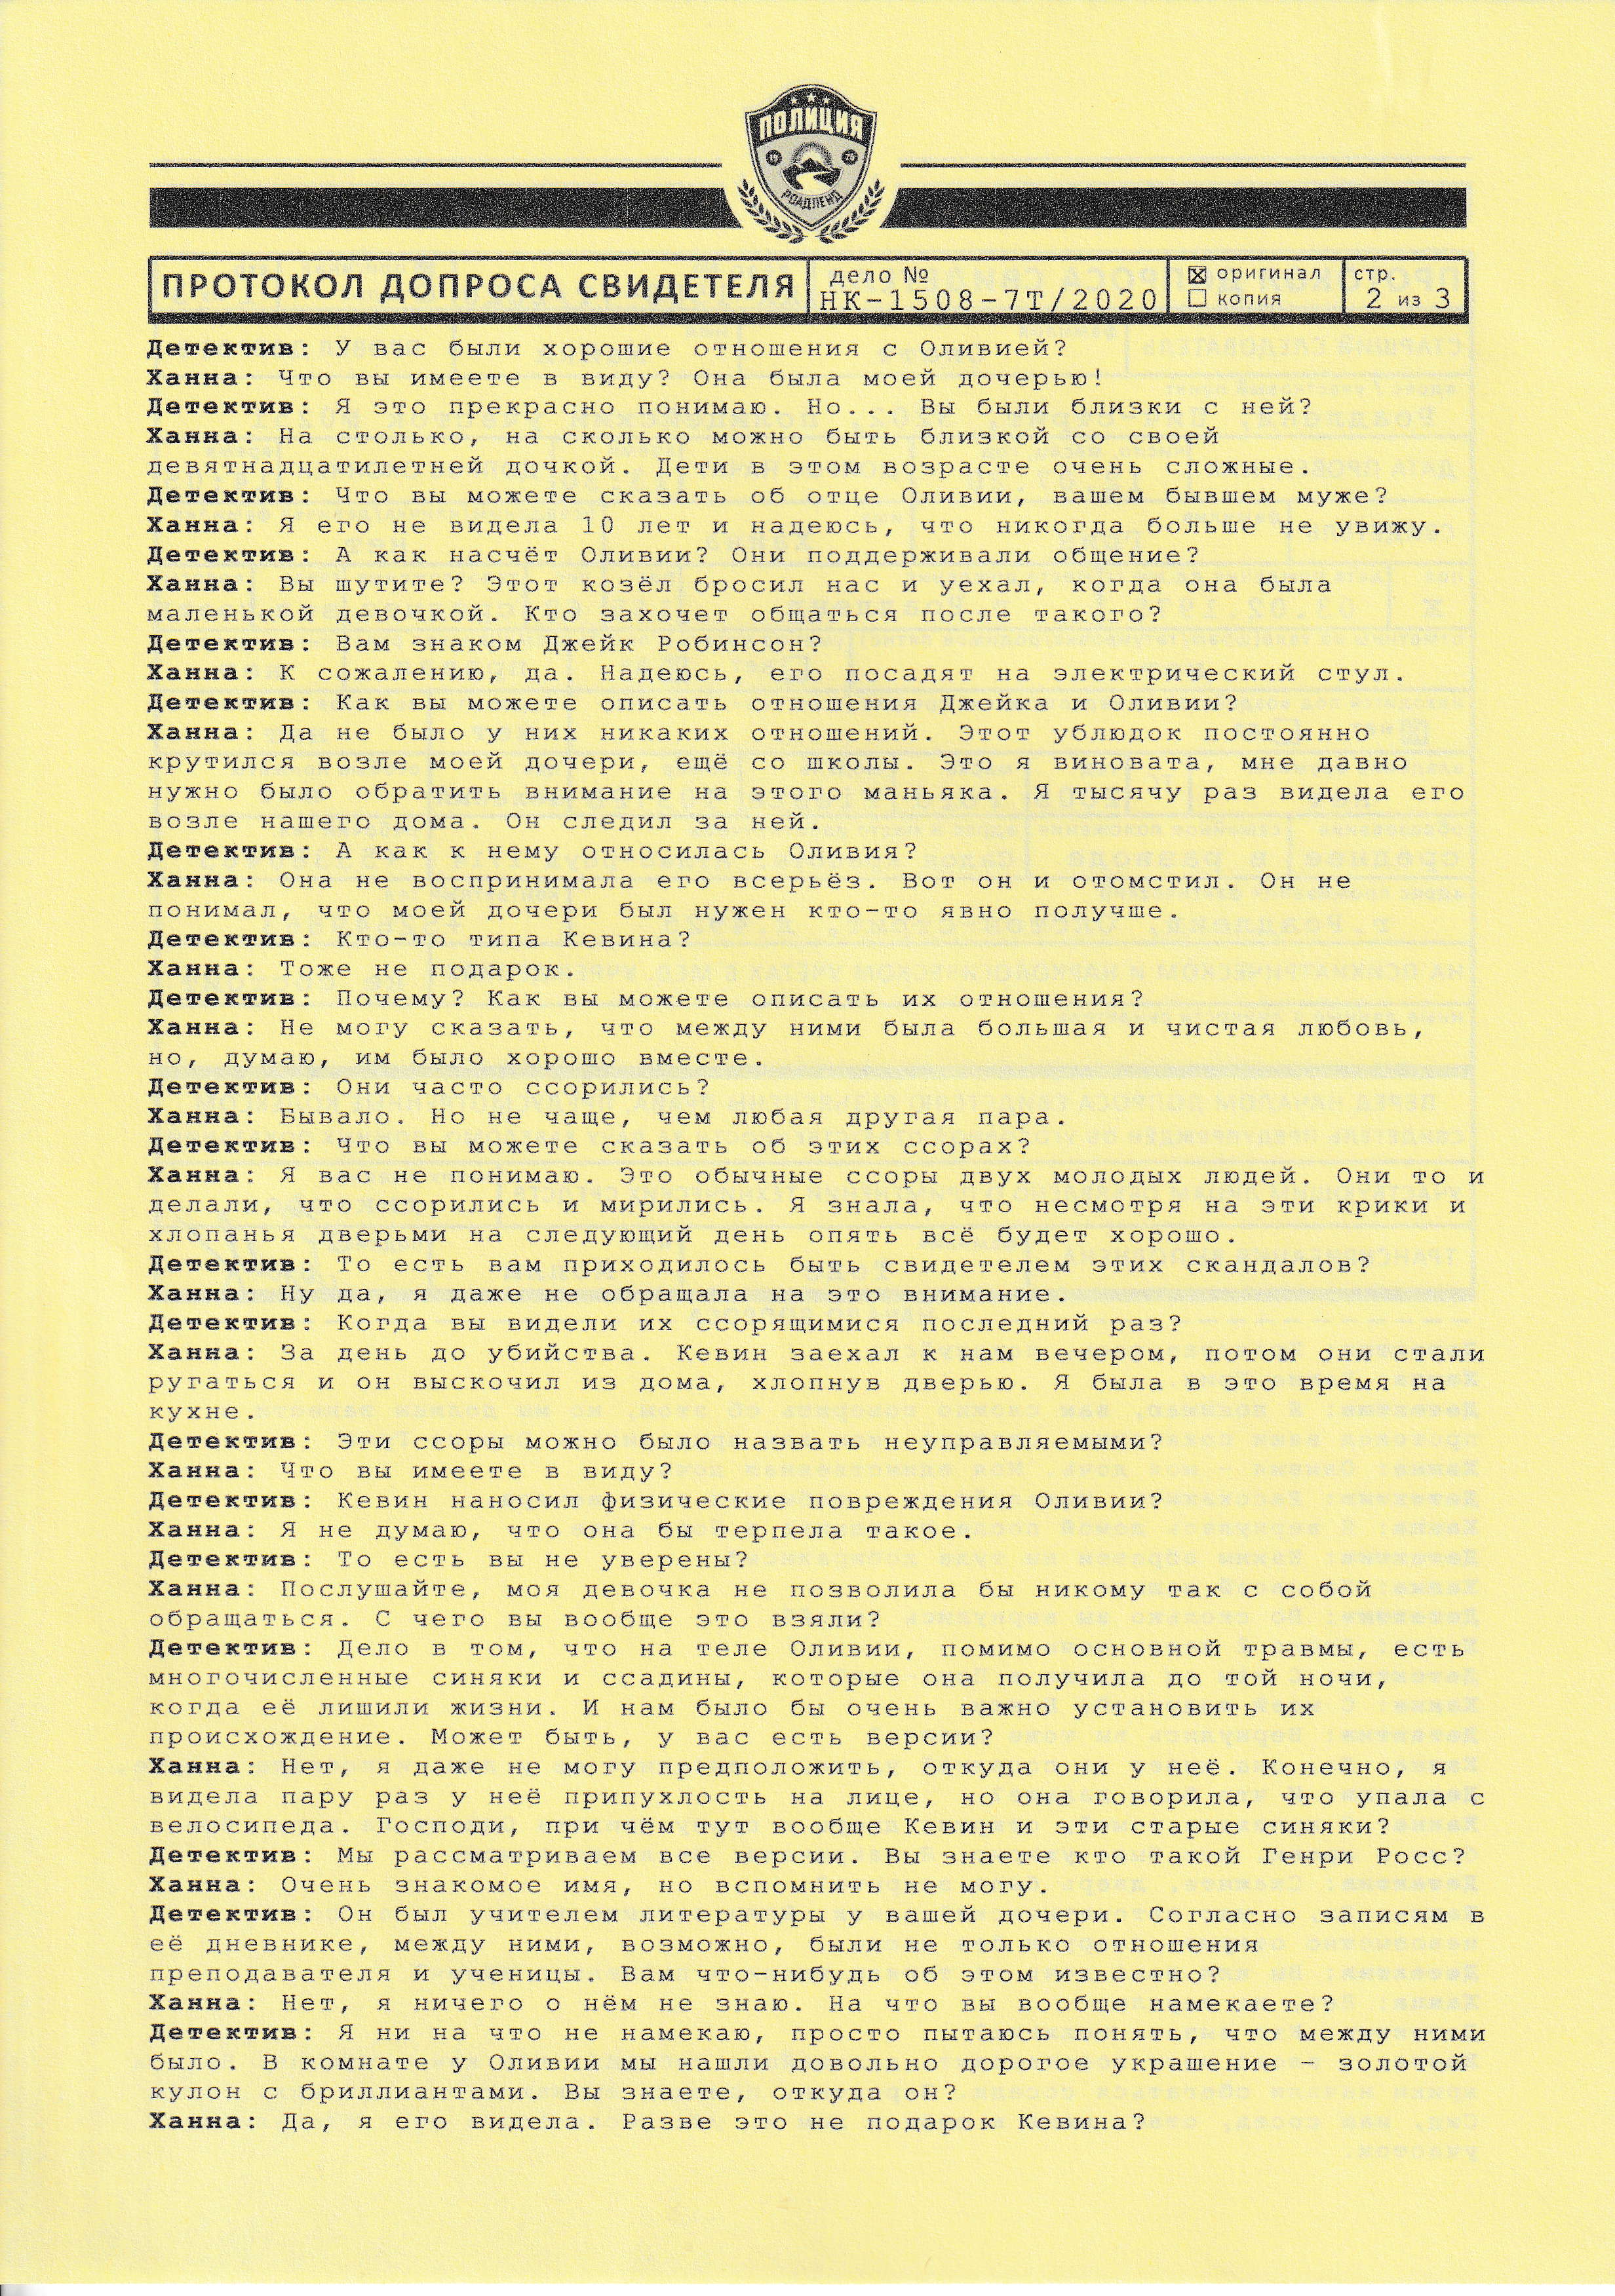 ПОЛИЦИЯ
19 78
РОАДЛЕНД
ПРОТОКОЛ ДОПРОСА СВИДЕТЕЛЯ
дело №
НК-1508-7Т/2020
☒ оригинал
☐ копия
стр.
2 из 3
Детектив: У вас были хорошие отношения с Оливией?
Ханна: Что вы имеете в виду? Она была моей дочерью!
Детектив: Я это прекрасно понимаю. Но... Вы были близки с ней?
Ханна: На столько, на сколько можно быть близкой со своей
девятнадцатилетней дочкой. Дети в этом возрасте очень сложные.
Детектив: Что вы можете сказать об отце Оливии, вашем бывшем муже?
Ханна: Я его не видела 10 лет и надеюсь, что никогда больше не увижу.
Детектив: А как насчёт Оливии? Они поддерживали общение?
Ханна: Вы шутите? Этот козёл бросил нас и уехал, когда она была
маленькой девочкой. Кто захочет общаться после такого?
Детектив: Вам знаком Джейк Робинсон?
Ханна: К сожалению, да. Надеюсь, его посадят на электрический стул.
Детектив: Как вы можете описать отношения Джейка и Оливии?
Ханна: Да не было у них никаких отношений. Этот ублюдок постоянно
крутился возле моей дочери, ещё со школы. Это я виновата, мне давно
нужно было обратить внимание на этого маньяка. Я тысячу раз видела его
возле нашего дома. Он следил за ней.
Детектив: А как к нему относилась Оливия?
Ханна: Она не воспринимала его всерьёз. Вот он и отомстил. Он не
понимал, что моей дочери был нужен кто-то явно получше.
Детектив: Кто-то типа Кевина?
Ханна: Тоже не подарок.
Детектив: Почему? Как вы можете описать их отношения?
Ханна: Не могу сказать, что между ними была большая и чистая любовь,
но, думаю, им было хорошо вместе.
Детектив: Они часто ссорились?
Ханна: Бывало. Но не чаще, чем любая другая пара.
Детектив: Что вы можете сказать об этих ссорах?
Ханна: Я вас не понимаю. Это обычные ссоры двух молодых людей. Они то и
делали, что ссорились и мирились. Я знала, что несмотря на эти крики и
хлопанья дверьми на следующий день опять всё будет хорошо.
Детектив: То есть вам приходилось быть свидетелем этих скандалов?
Ханна: Ну да, я даже не обращала на это внимание.
Детектив: Когда вы видели их ссорящимися последний раз?
Ханна: За день до убийства. Кевин заехал к нам вечером, потом они стали
ругаться и он выскочил из дома, хлопнув дверью. Я была в это время на
кухне.
Детектив: Эти ссоры можно было назвать неуправляемыми?
Ханна: Что вы имеете в виду?
Детектив: Кевин наносил физические повреждения Оливии?
Ханна: Я не думаю, что она бы терпела такое.
Детектив: То есть вы не уверены?
Ханна: Послушайте, моя девочка не позволила бы никому так с собой
обращаться. С чего вы вообще это взяли?
Детектив: Дело в том, что на теле Оливии, помимо основной травмы, есть
многочисленные синяки и ссадины, которые она получила до той ночи,
когда её лишили жизни. И нам было бы очень важно установить их
происхождение. Может быть, у вас есть версии?
Ханна: Нет, я даже не могу предположить, откуда они у неё. Конечно, я
видела пару раз у неё припухлость на лице, но она говорила, что упала с
велосипеда. Господи, при чём тут вообще Кевин и эти старые синяки?
Детектив: Мы рассматриваем все версии. Вы знаете кто такой Генри Росс?
Ханна: Очень знакомое имя, но вспомнить не могу.
Детектив: Он был учителем литературы у вашей дочери. Согласно записям в
её дневнике, между ними, возможно, были не только отношения
преподавателя и ученицы. Вам что-нибудь об этом известно?
Ханна: Нет, я ничего о нём не знаю. На что вы вообще намекаете?
Детектив: Я ни на что не намекаю, просто пытаюсь понять, что между ними
было. В комнате у Оливии мы нашли довольно дорогое украшение - золотой
кулон с бриллиантами. Вы знаете, откуда он?
Ханна: Да, я его видела. Разве это не подарок Кевина?